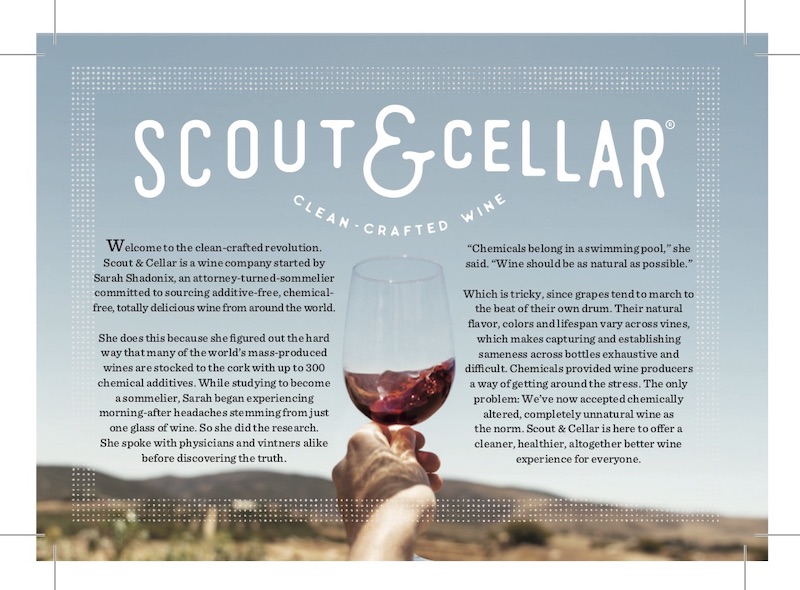 SCOUT & CELLAR®
CLEAN-CRAFTED WINE
Welcome to the clean-crafted revolution.
Scout & Cellar is a wine company started by
Sarah Shadonix, an attorney-turned-sommelier
committed to sourcing additive-free, chemical-
free, totally delicious wine from around the world.
She does this because she figured out the hard
way that many of the world's mass-produced
wines are stocked to the cork with up to 300
chemical additives. While studying to become
a sommelier, Sarah began experiencing
morning-after headaches stemming from just
one glass of wine. So she did the research.
She spoke with physicians and vintners alike
before discovering the truth.
“Chemicals belong in a swimming pool,” she
said. “Wine should be as natural as possible.”
Which is tricky, since grapes tend to march to
the beat of their own drum. Their natural
flavor, colors and lifespan vary across vines,
which makes capturing and establishing
sameness across bottles exhaustive and
difficult. Chemicals provided wine producers
a way of getting around the stress. The only
problem: We've now accepted chemically
altered, completely unnatural wine as
the norm. Scout & Cellar is here to offer a
cleaner, healthier, altogether better wine
experience for everyone.